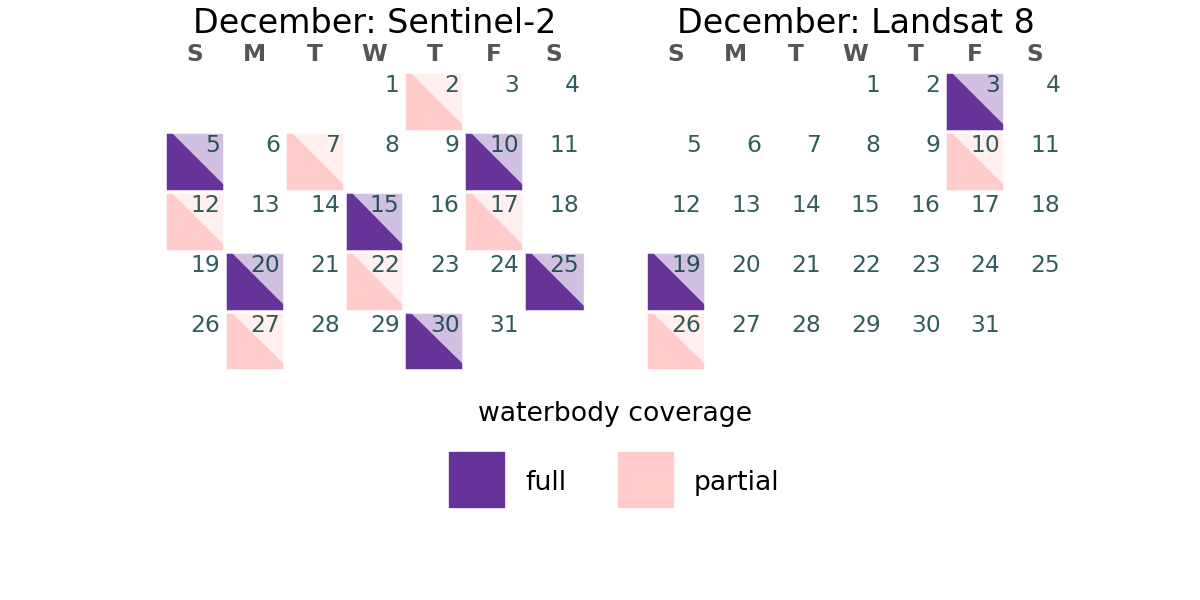 December: Sentinel-2
S M T W T F S
1 2 3 4
5 6 7 8 9 10 11
12 13 14 15 16 17 18
19 20 21 22 23 24 25
26 27 28 29 30 31
December: Landsat 8
S M T W T F S
1 2 3 4
5 6 7 8 9 10 11
12 13 14 15 16 17 18
19 20 21 22 23 24 25
26 27 28 29 30 31
waterbody coverage
full partial